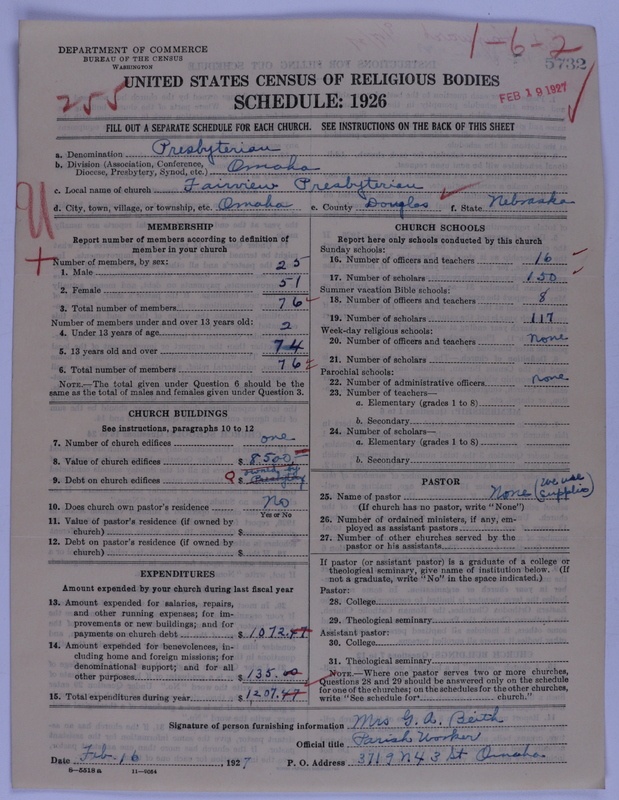 1-6-2
5732
DEPARTMENT OF COMMERCE
BUREAU OF THE CENSUS
WASHINGTON
UNITED STATES CENSUS OF RELIGIOUS BODIES
255
SCHEDULE: 1926
FEB 19 1927
FILL OUT A SEPARATE SCHEDULE FOR EACH CHURCH. SEE INSTRUCTIONS ON THE BACK OF THIS SHEET
a. Denomination Presbyterian
b. Division (Association, Conference, Diocese, Presbytery, Synod, etc.) Omaha
c. Local name of church Fairview Presbyterian
d. City, town, village, or township, etc. Omaha e. County Douglas f. State Nebraska
MEMBERSHIP
Report number of members according to definition of
member in your church
Number of members, by sex:
1. Male 25
2. Female 51
3. Total number of members 76
Number of members under and over 13 years old:
4. Under 13 years of age 2
5. 13 years old and over 74
6. Total number of members 76
NOTE.—The total given under Question 6 should be the
same as the total of males and females given under Question 3.
CHURCH BUILDINGS
See instructions, paragraphs 10 to 12
7. Number of church edifices one
8. Value of church edifices $ 8500
9. Debt on church edifices $ owned by Presbytery
10. Does church own pastor's residence No
Yes or No
11. Value of pastor's residence (if owned by
church) $
12. Debt on pastor's residence (if owned by
church) $
EXPENDITURES
Amount expended by your church during last fiscal year
13. Amount expended for salaries, repairs,
and other running expenses; for im-
provements or new buildings; and for
payments on church debt $ 1072.47
14. Amount expended for benevolences, in-
cluding home and foreign missions; for
denominational support; and for all
other purposes $ 135.00
15. Total expenditures during year $ 1207.47
CHURCH SCHOOLS
Report here only schools conducted by this church
Sunday schools:
16. Number of officers and teachers 16
17. Number of scholars 150
Summer vacation Bible schools:
18. Number of officers and teachers 8
19. Number of scholars 117
Week-day religious schools:
20. Number of officers and teachers none
21. Number of scholars
Parochial schools:
22. Number of administrative officers none
23. Number of teachers—
a. Elementary (grades 1 to 8)
b. Secondary
24. Number of scholars—
a. Elementary (grades 1 to 8)
b. Secondary
PASTOR
25. Name of pastor None (we use supplies)
(If church has no pastor, write "None")
26. Number of ordained ministers, if any, em-
ployed as assistant pastors
27. Number of other churches served by the
pastor or his assistants
If pastor (or assistant pastor) is a graduate of a college or
theological seminary, give name of institution below. (If
not a graduate, write "No" in the space indicated.)
Pastor:
28. College
29. Theological seminary
Assistant pastor:
30. College
31. Theological seminary
NOTE.—Where one pastor serves two or more churches,
Questions 28 and 29 should be answered only on the schedule
for one of the churches; on the schedules for the other churches,
write "See schedule for church."
Signature of person furnishing information Mrs G. A. Beith
Official title Parish Worker
Date Feb. 16 1927 P. O. Address 3719 N 43 St Omaha
8-5518a 11-9064